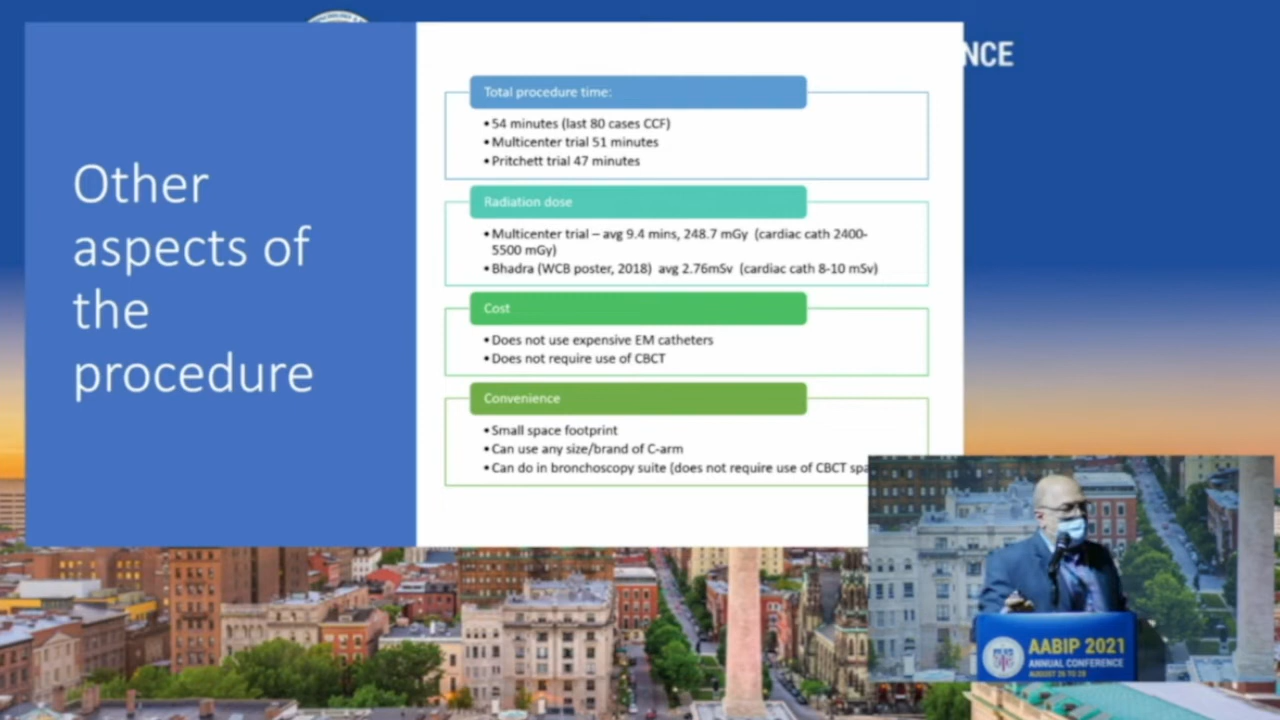 NCE
Other
aspects of
the
procedure
Total procedure time:
•54 minutes (last 80 cases CCF)
•Multicenter trial 51 minutes
•Pritchett trial 47 minutes
Radiation dose
•Multicenter trial – avg 9.4 mins, 248.7 mGy (cardiac cath 2400-
5500 mGy)
•Bhadra (WCB poster, 2018) avg 2.76mSv (cardiac cath 8-10 mSv)
Cost
•Does not use expensive EM catheters
•Does not require use of CBCT
Convenience
•Small space footprint
•Can use any size/brand of C-arm
•Can do in bronchoscopy suite (does not require use of CBCT spa
AABIP 2021
ANNUAL CONFERENCE
AUGUST 26 TO 28